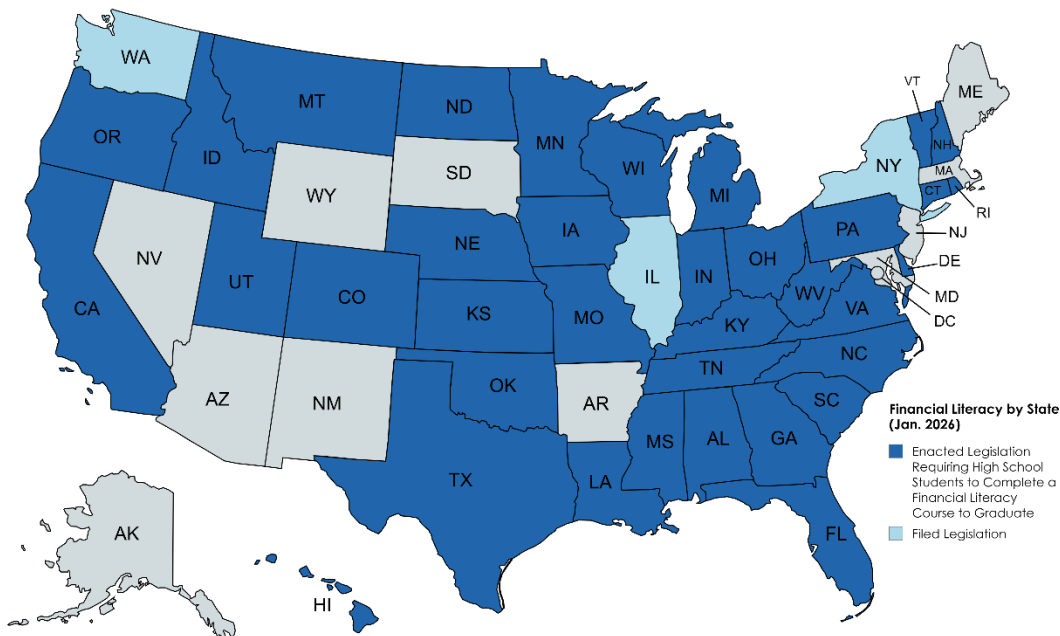 WA
MT
ND
MN
VT
ME
OR
ID
WY
SD
WI
MI
NY
NH
MA
CT
RI
NV
UT
CO
NE
IA
IL
IN
OH
PA
NJ
DE
MD
DC
CA
KS
MO
KY
WV
VA
AZ
NM
OK
AR
TN
NC
SC
TX
LA
MS
AL
GA
FL
AK
HI
Financial Literacy by State
(Jan. 2026)
Enacted Legislation
Requiring High School
Students to Complete a
Financial Literacy
Course to Graduate
Filed Legislation